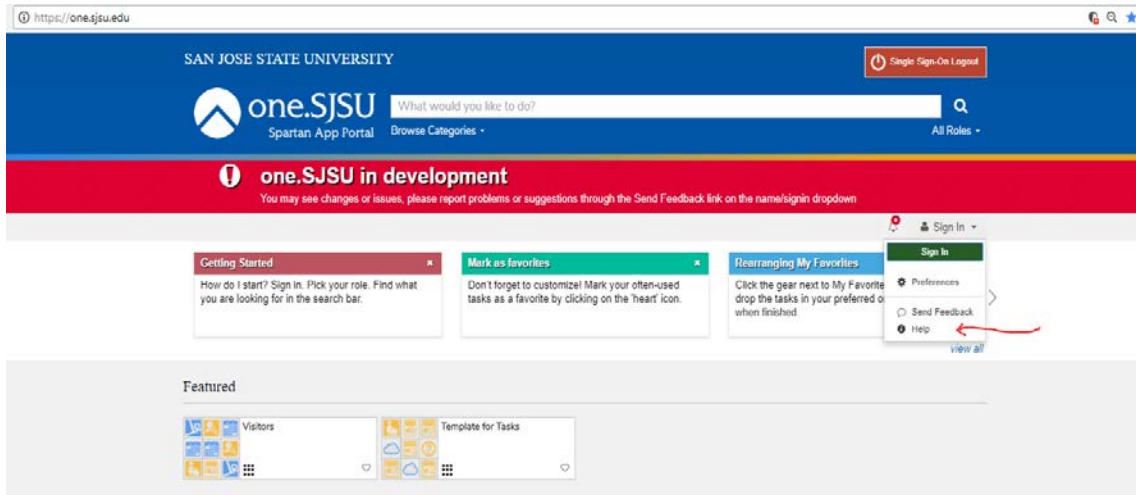 https://one.sjsu.edu
SAN JOSE STATE UNIVERSITY
Single Sign-On Logout
one.SJSU
Spartan App Portal
What would you like to do?
Browse Categories
All Roles
one.SJSU in development
You may see changes or issues, please report problems or suggestions through the Send Feedback link on the name/signin dropdown
Sign In
Sign In
Preferences
Send Feedback
Help
Getting Started
How do I start? Sign in. Pick your role. Find what
you are looking for in the search bar.
Mark as favorites
Don't forget to customize! Mark your often-used
tasks as a favorite by clicking on the 'heart' icon.
Rearranging My Favorites
Click the gear next to My Favorite
drop the tasks in your preferred o
when finished.
view all
Featured
Visitors
Template for Tasks